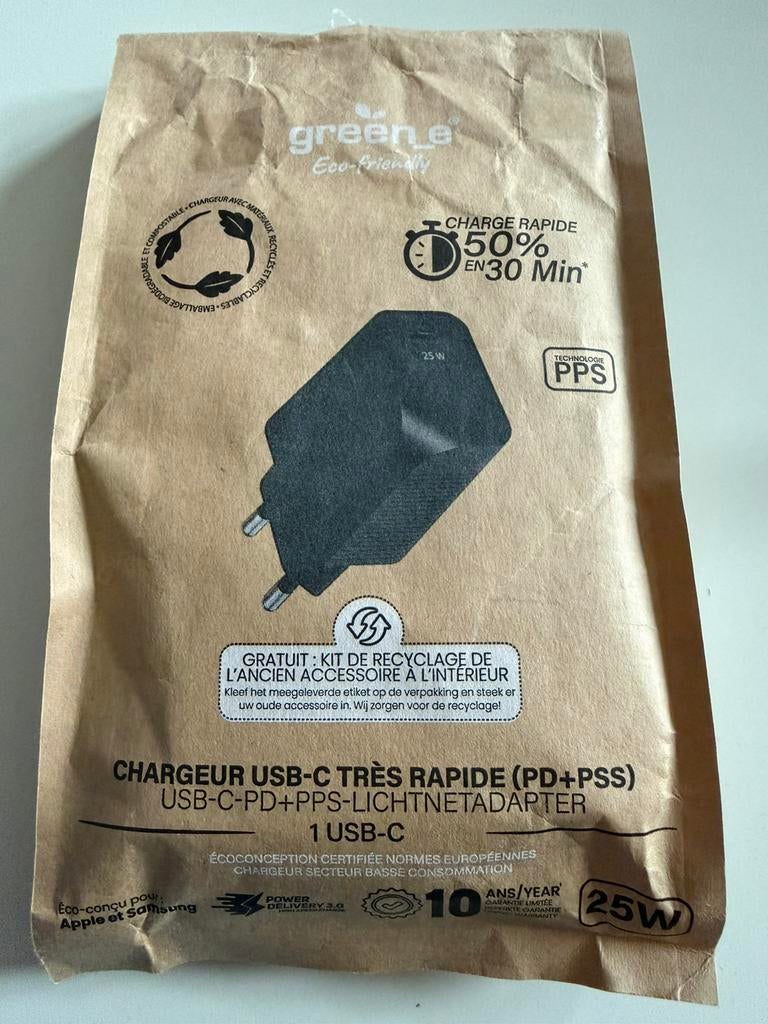 green_e®
Eco-friendly
CHARGEUR AVEC MATÉRIAUX RECYCLÉS ET RECYCLABLES • EMBALLAGE BIODÉGRADABLE ET COMPOSTABLE •
CHARGE RAPIDE
50%
EN 30 Min*
25 W
TECHNOLOGIE
PPS
GRATUIT : KIT DE RECYCLAGE DE
L'ANCIEN ACCESSOIRE À L'INTÉRIEUR
Kleef het meegeleverde etiket op de verpakking en steek er
uw oude accessoire in. Wij zorgen voor de recyclage!
CHARGEUR USB-C TRÈS RAPIDE (PD+PSS)
USB-C-PD+PPS-LICHTNETADAPTER
1 USB-C
ÉCOCONCEPTION CERTIFIÉE NORMES EUROPÉENNES
CHARGEUR SECTEUR BASSE CONSOMMATION
Éco-conçu pour :
Apple et Samsung
POWER
DELIVERY 3.0
10 ANS/YEAR
GARANTIE LIMITÉE
BEPERKTE GARANTIE
WARRANTY
25W